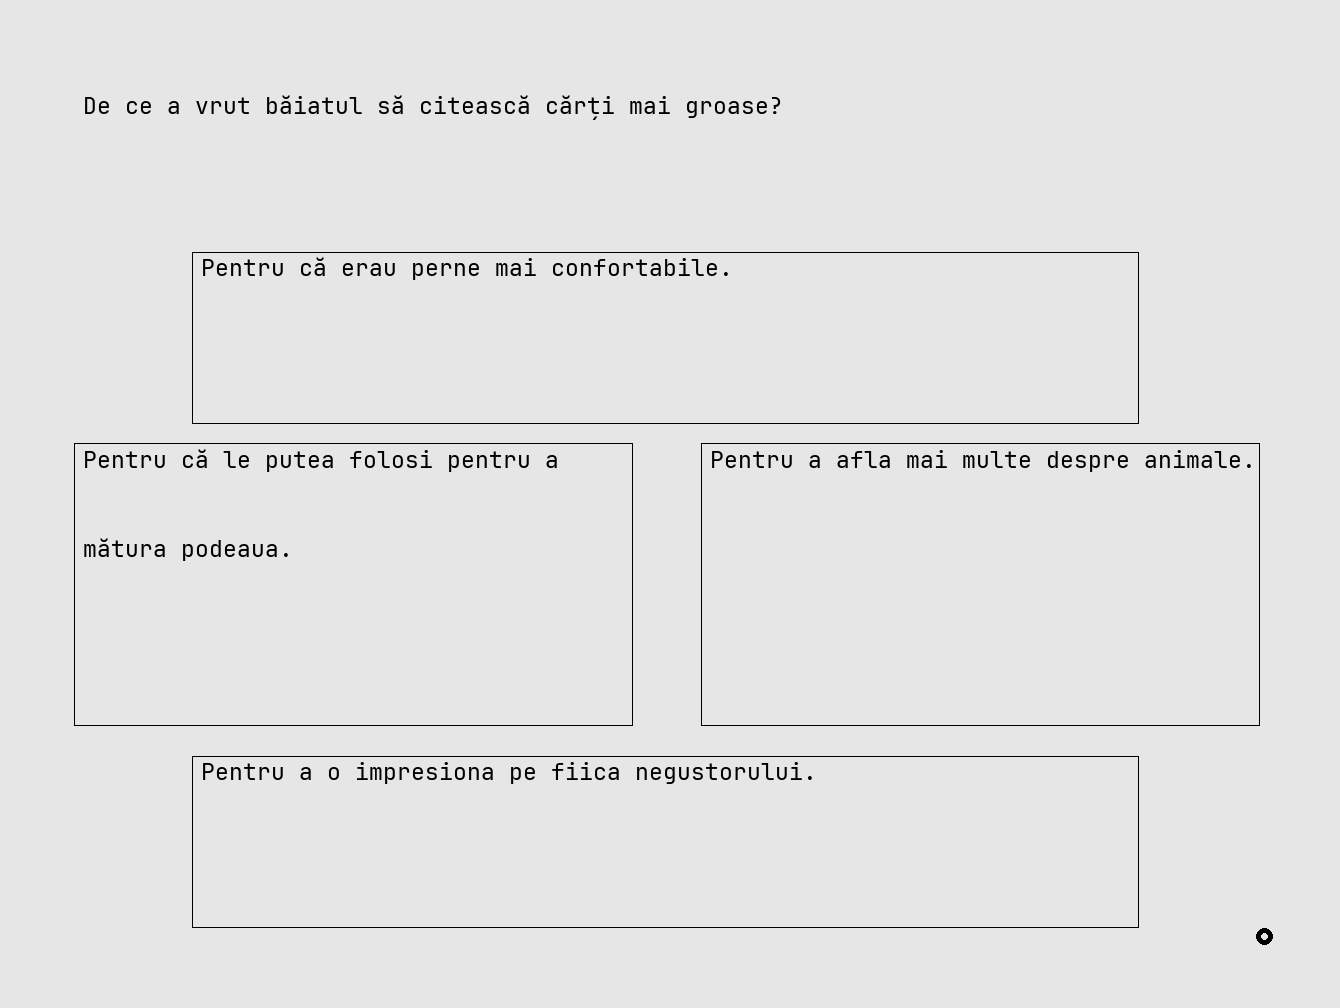 De ce a vrut băiatul să citească cărți mai groase?
Pentru că erau perne mai confortabile.
Pentru că le putea folosi pentru a
mătura podeaua.
Pentru a afla mai multe despre animale.
Pentru a o impresiona pe fiica negustorului.